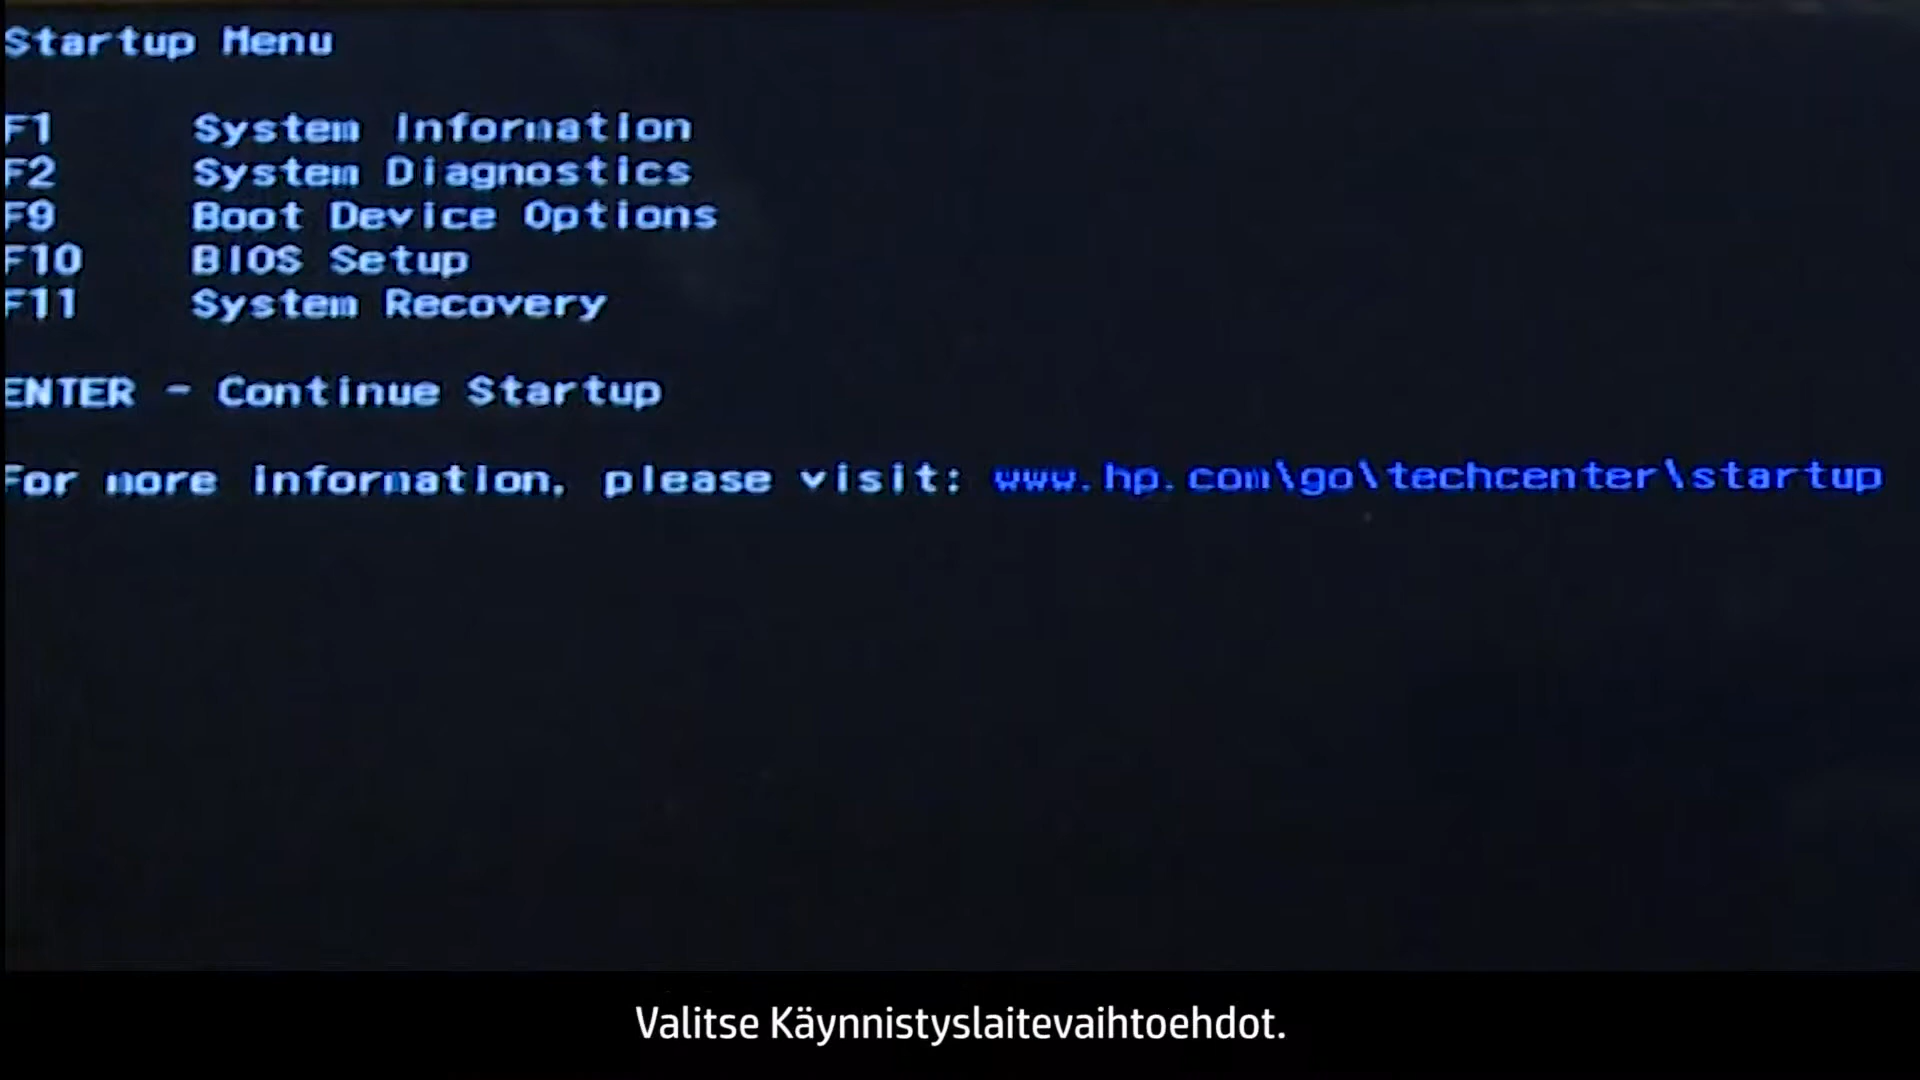 Startup Menu
F1 System Information
F2 System Diagnostics
F9 Boot Device Options
F10 BIOS Setup
F11 System Recovery
ENTER - Continue Startup
For more information, please visit: www.hp.com\go\techcenter\startup
Valitse Käynnistyslaitevaihtoehdot.